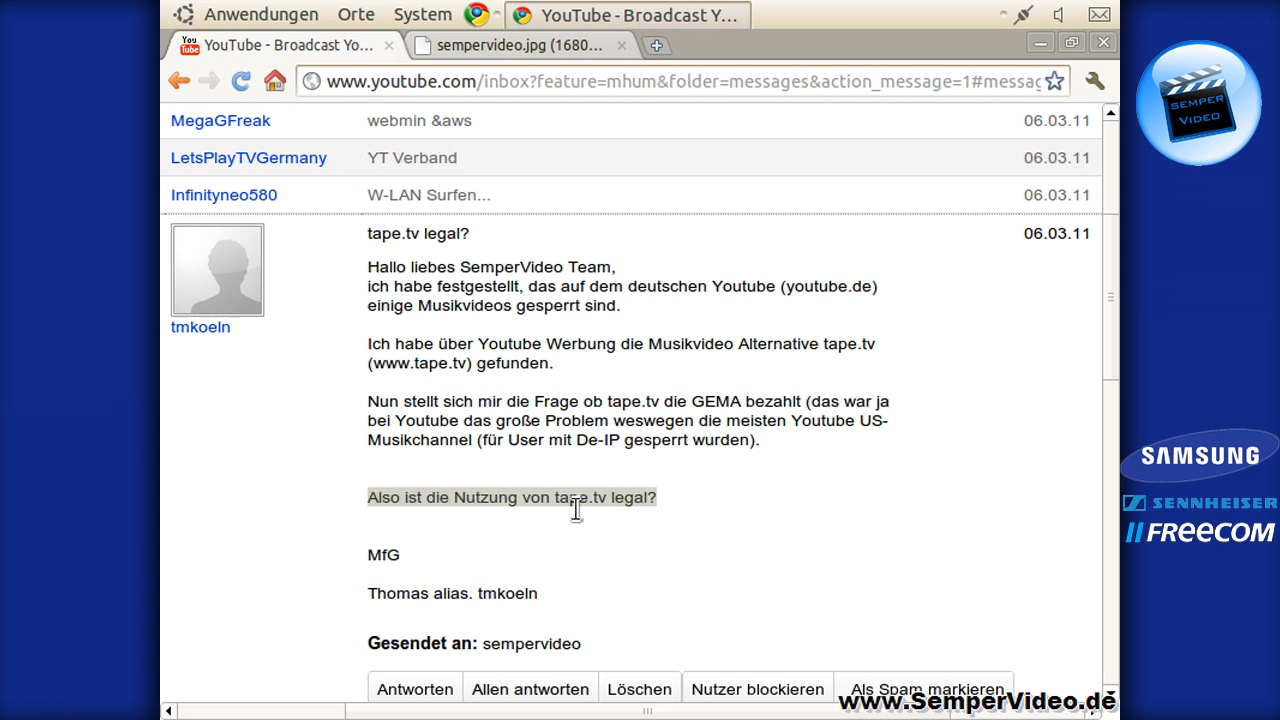 Anwendungen Orte System YouTube - Broadcast Y...
YouTube - Broadcast Yo... sempervideo.jpg (1680...
www.youtube.com/inbox?feature=mhum&folder=messages&action_message=1#messag
SEMPER
VIDEO
MegaGFreak webmin &aws 06.03.11
LetsPlayTVGermany YT Verband 06.03.11
Infinityneo580 W-LAN Surfen... 06.03.11
tape.tv legal? 06.03.11
Hallo liebes SemperVideo Team,
ich habe festgestellt, das auf dem deutschen Youtube (youtube.de)
einige Musikvideos gesperrt sind.
tmkoeln
Ich habe über Youtube Werbung die Musikvideo Alternative tape.tv
(www.tape.tv) gefunden.
Nun stellt sich mir die Frage ob tape.tv die GEMA bezahlt (das war ja
bei Youtube das große Problem weswegen die meisten Youtube US-
Musikchannel (für User mit De-IP gesperrt wurden).
Also ist die Nutzung von tape.tv legal?
MfG
Thomas alias. tmkoeln
Gesendet an: sempervideo
Antworten Allen antworten Löschen Nutzer blockieren Als Spam markieren
SAMSUNG
SENNHEISER
FREECOM
www.SemperVideo.de